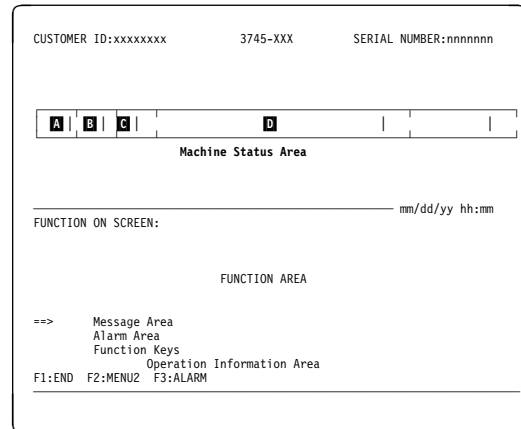 CUSTOMER ID:xxxxxxxx 3745-XXX SERIAL NUMBER:nnnnnnn
A B C D
Machine Status Area
mm/dd/yy hh:mm
FUNCTION ON SCREEN:
FUNCTION AREA
==> Message Area
Alarm Area
Function Keys
Operation Information Area
F1:END F2:MENU2 F3:ALARM